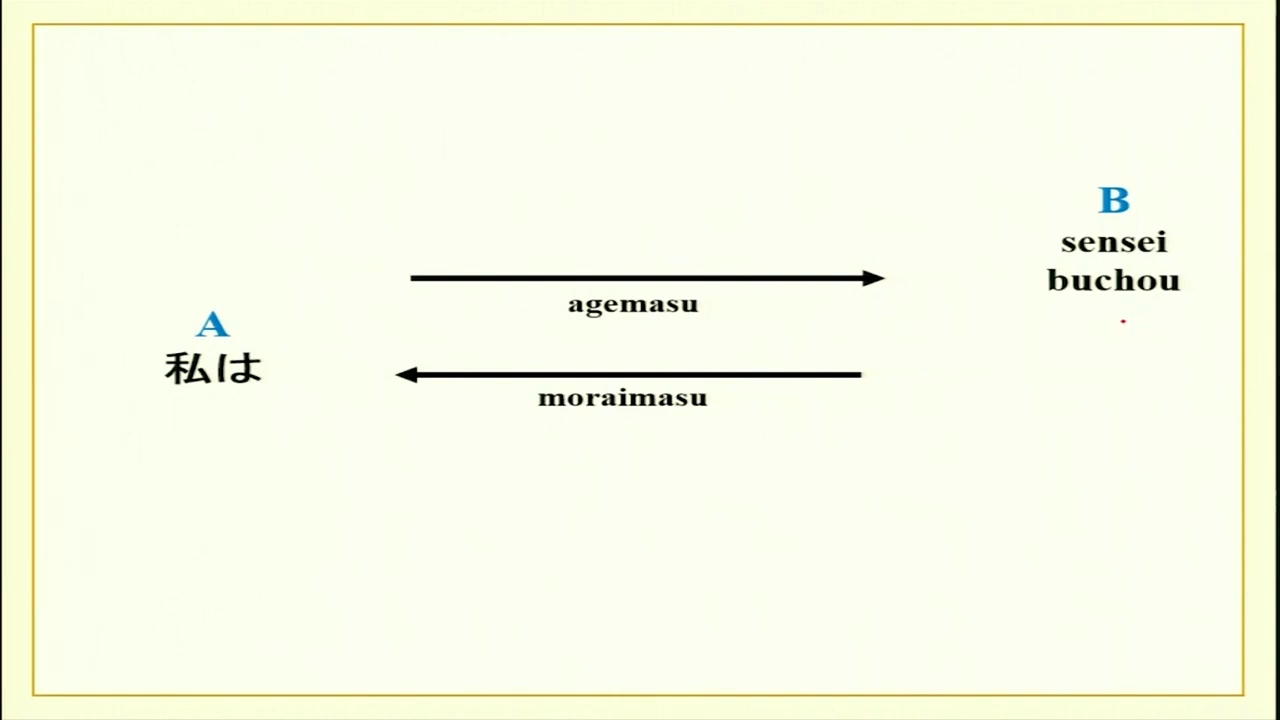 B
sensei
buchou
agemasu
A
私は
moraimasu